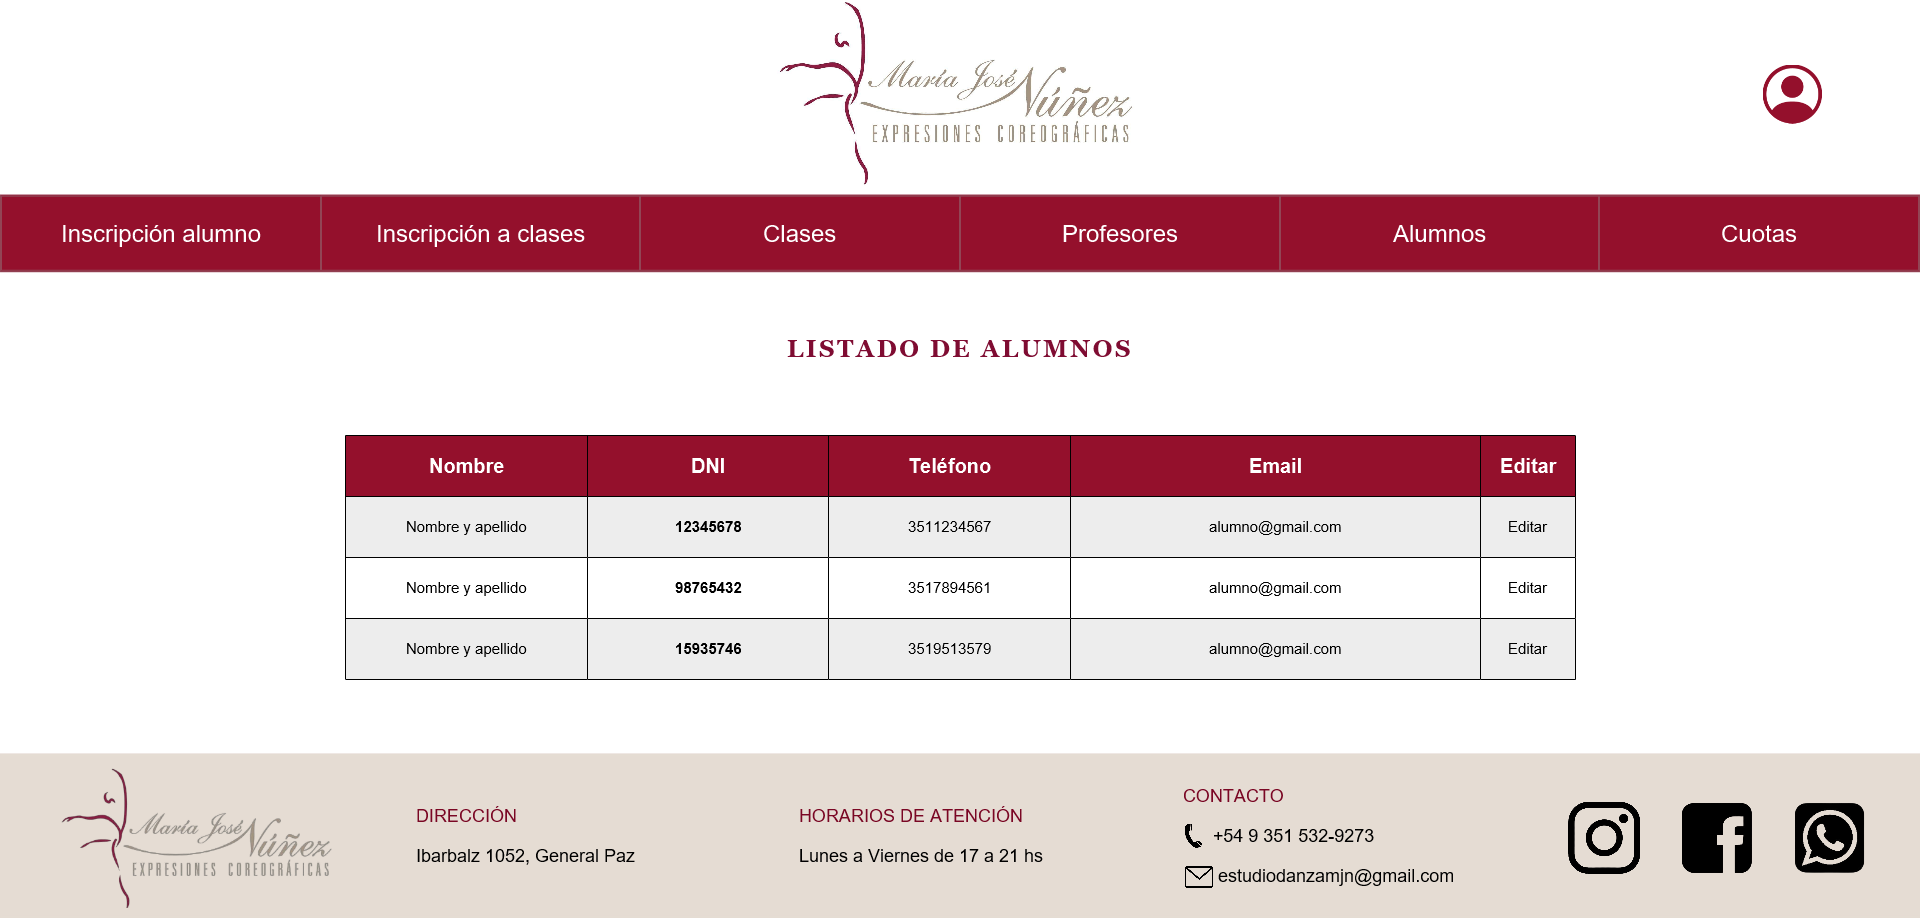 María José Núñez
EXPRESIONES COREOGRÁFICAS
Inscripción alumno Inscripción a clases Clases Profesores Alumnos Cuotas
LISTADO DE ALUMNOS
Nombre DNI Teléfono Email Editar
Nombre y apellido 12345678 3511234567 alumno@gmail.com Editar
Nombre y apellido 98765432 3517894561 alumno@gmail.com Editar
Nombre y apellido 15935746 3519513579 alumno@gmail.com Editar
María José Núñez
EXPRESIONES COREOGRÁFICAS
DIRECCIÓN
Ibarbalz 1052, General Paz
HORARIOS DE ATENCIÓN
Lunes a Viernes de 17 a 21 hs
CONTACTO
+54 9 351 532-9273
estudiodanzamjn@gmail.com